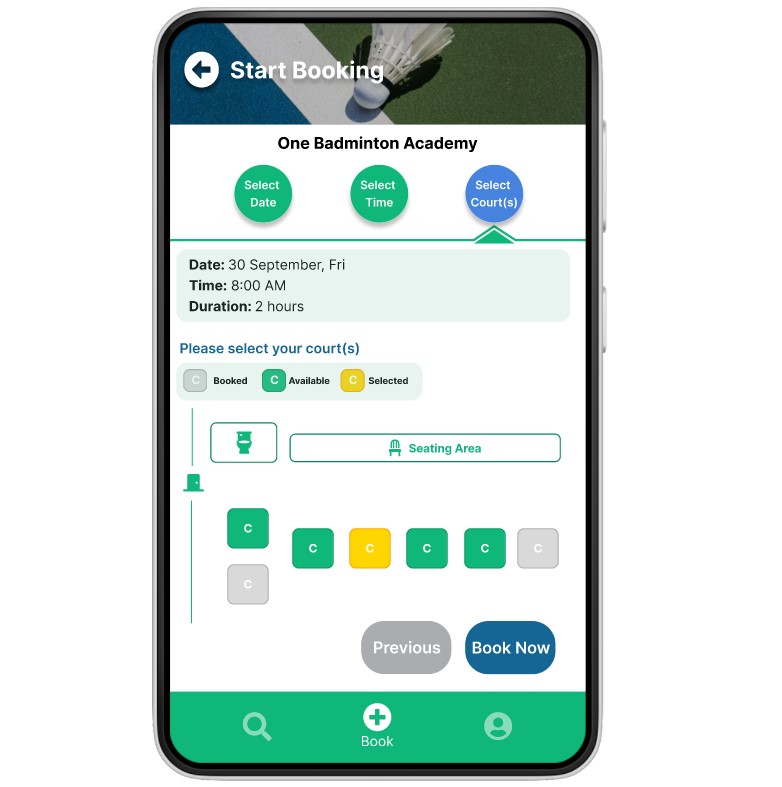 Start Booking
One Badminton Academy
Select
Date
Select
Time
Select
Court(s)
Date: 30 September, Fri
Time: 8:00 AM
Duration: 2 hours
Please select your court(s)
C Booked C Available C Selected
Seating Area
C
C C C C C
C
Previous Book Now
Book